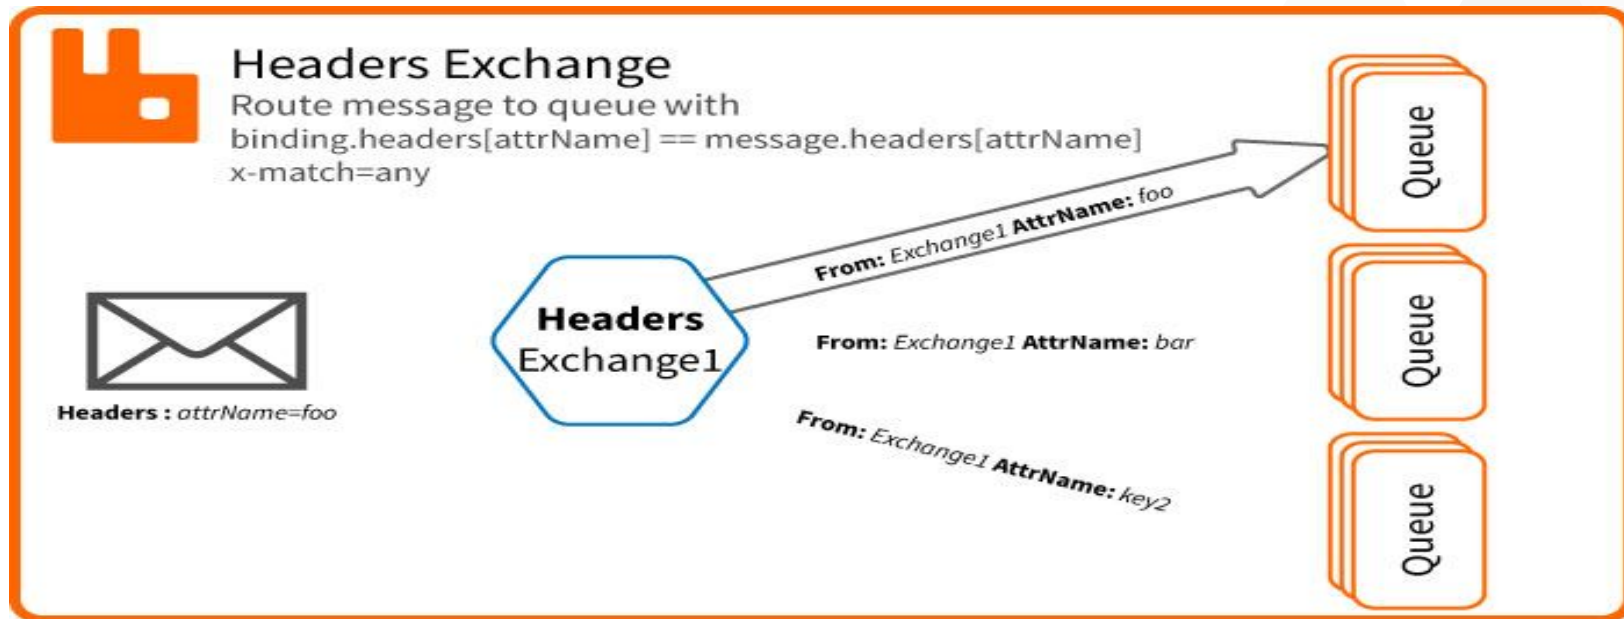 Headers Exchange
Route message to queue with
binding.headers[attrName] == message.headers[attrName]
x-match=any
Queue
From: Exchange1 AttrName: foo
Headers
Exchange1
From: Exchange1 AttrName: bar
Queue
Headers : attrName=foo
From: Exchange1 AttrName: key2
Queue